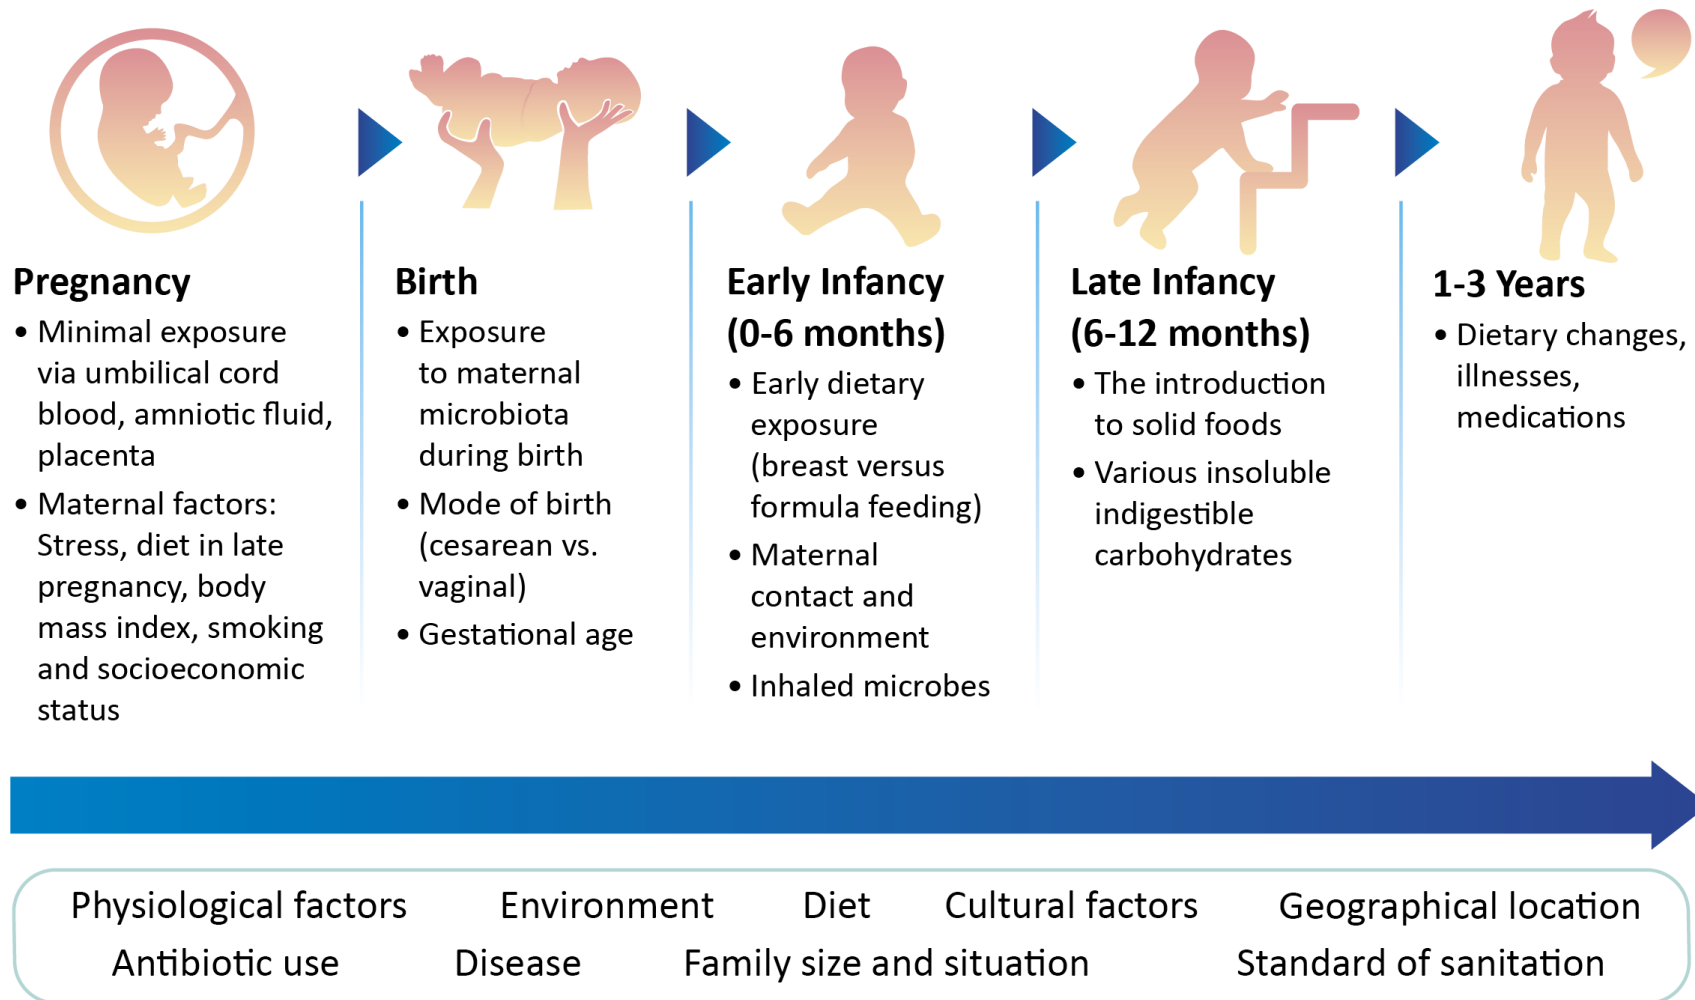 Pregnancy
• Minimal exposure
via umbilical cord
blood, amniotic fluid,
placenta
• Maternal factors:
Stress, diet in late
pregnancy, body
mass index, smoking
and socioeconomic
status
Birth
• Exposure
to maternal
microbiota
during birth
• Mode of birth
(cesarean vs.
vaginal)
• Gestational age
Early Infancy
(0-6 months)
• Early dietary
exposure
(breast versus
formula feeding)
• Maternal
contact and
environment
• Inhaled microbes
Late Infancy
(6-12 months)
• The introduction
to solid foods
• Various insoluble
indigestible
carbohydrates
1-3 Years
• Dietary changes,
illnesses,
medications
Physiological factors Environment Diet Cultural factors Geographical location
Antibiotic use Disease Family size and situation Standard of sanitation